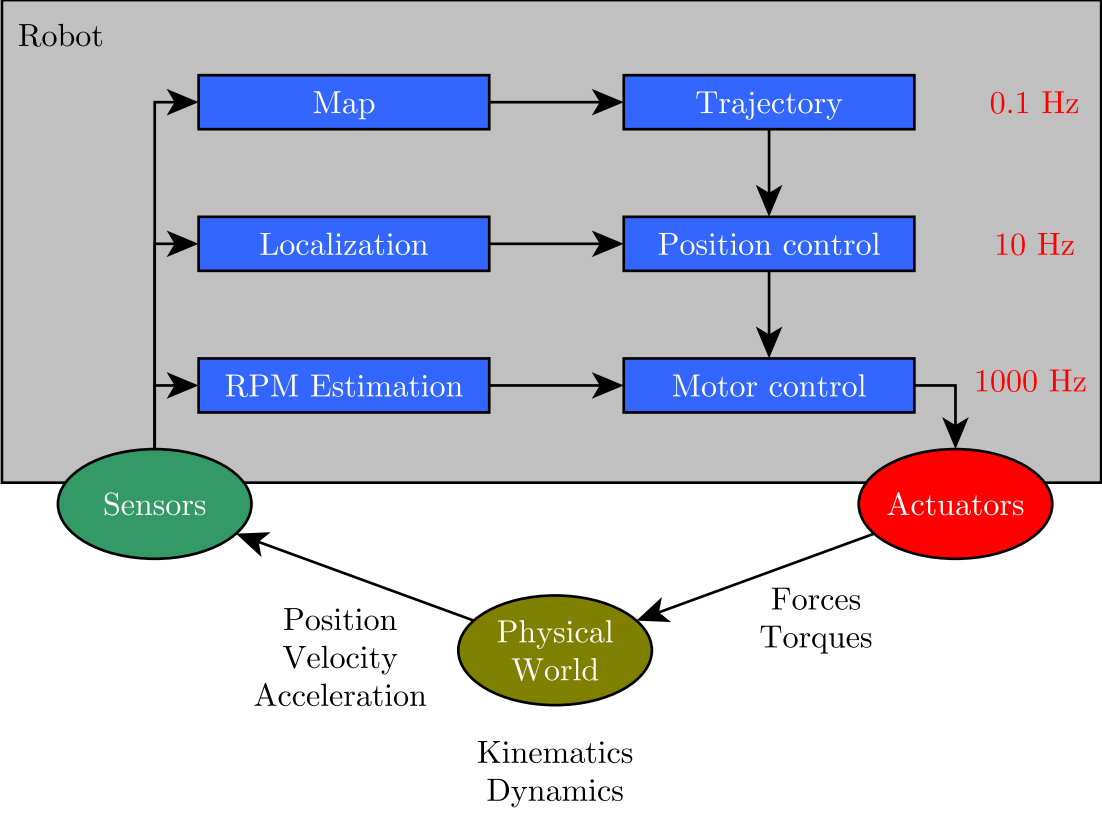 Robot
Map
Trajectory
0.1 Hz
Localization
Position control
10 Hz
RPM Estimation
Motor control
1000 Hz
Sensors
Actuators
Position
Velocity
Acceleration
Physical
World
Forces
Torques
Kinematics
Dynamics